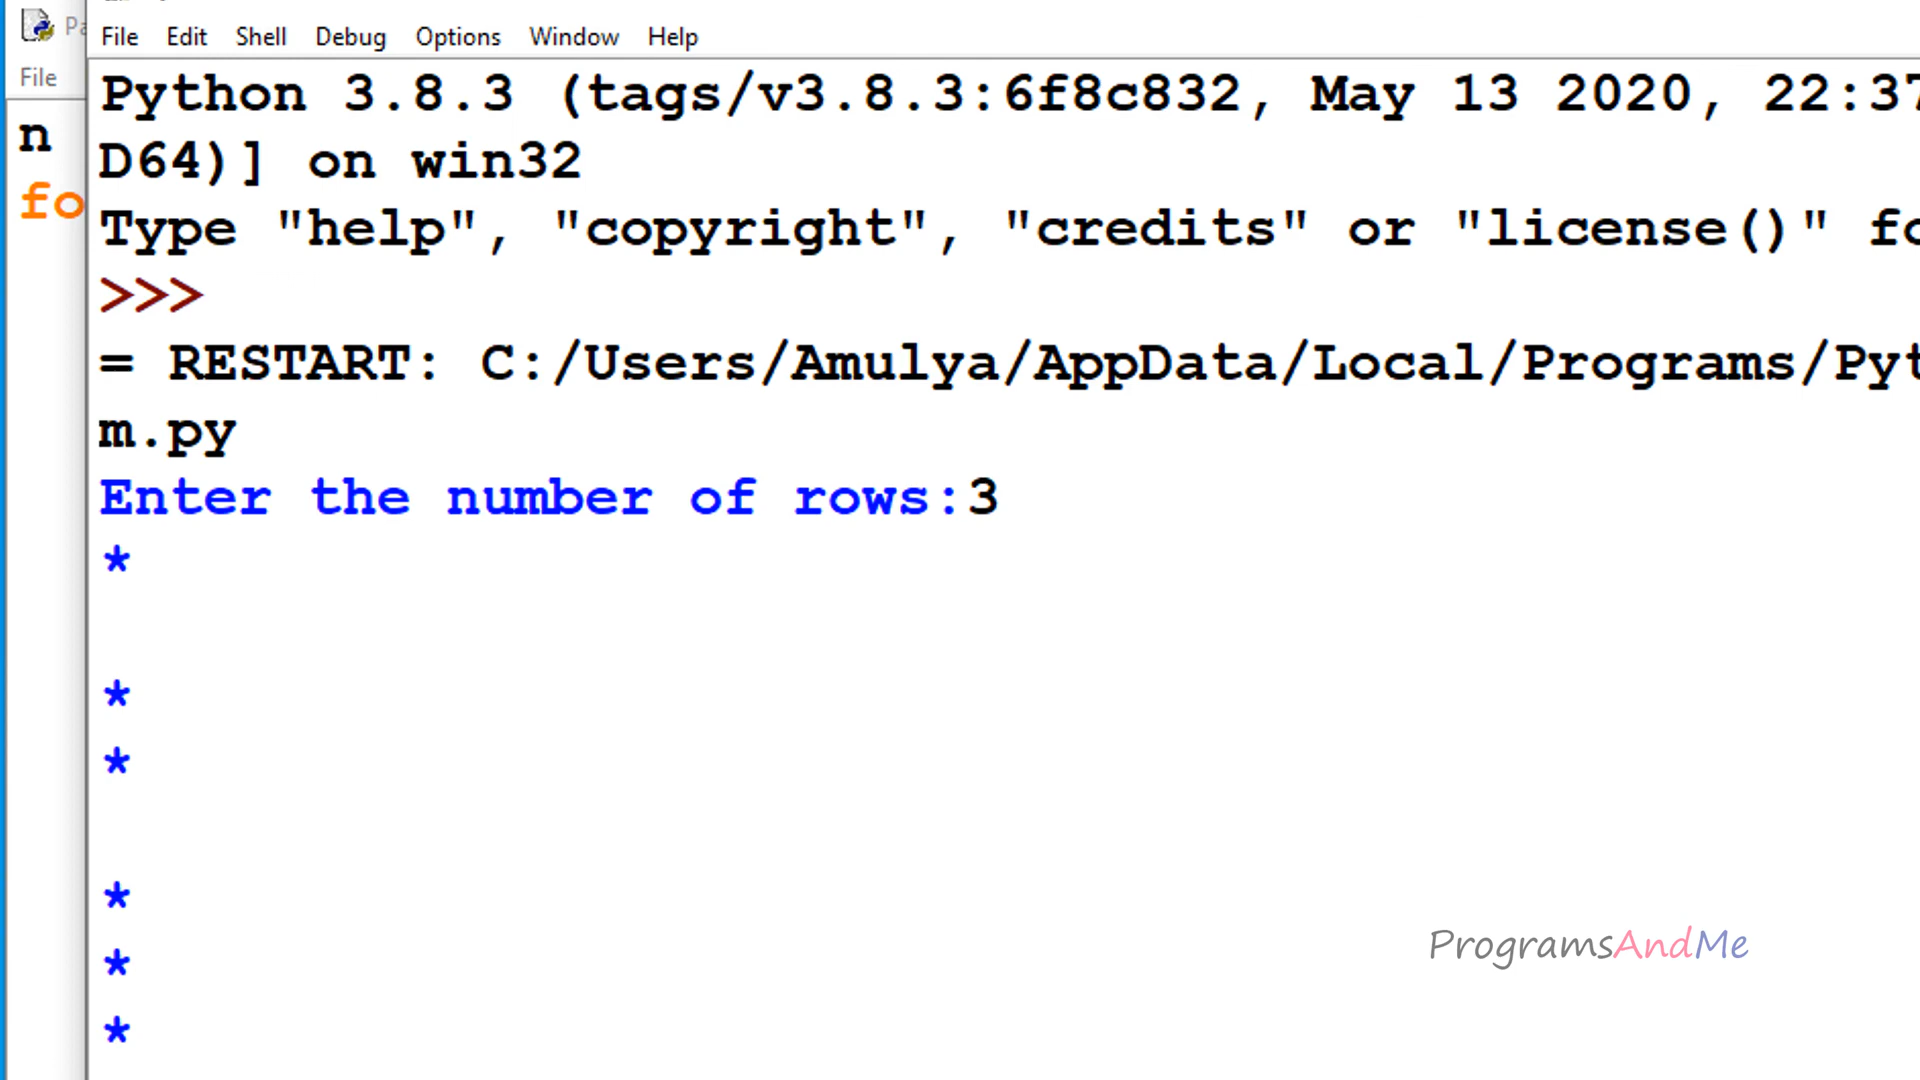 Pa
File Edit Shell Debug Options Window Help
File
n
fo
Python 3.8.3 (tags/v3.8.3:6f8c832, May 13 2020, 22:37
D64)] on win32
Type "help", "copyright", "credits" or "license()" fo
>>>
= RESTART: C:/Users/Amulya/AppData/Local/Programs/Pyt
m.py
Enter the number of rows:3
*
*
*
*
*
*
ProgramsAndMe